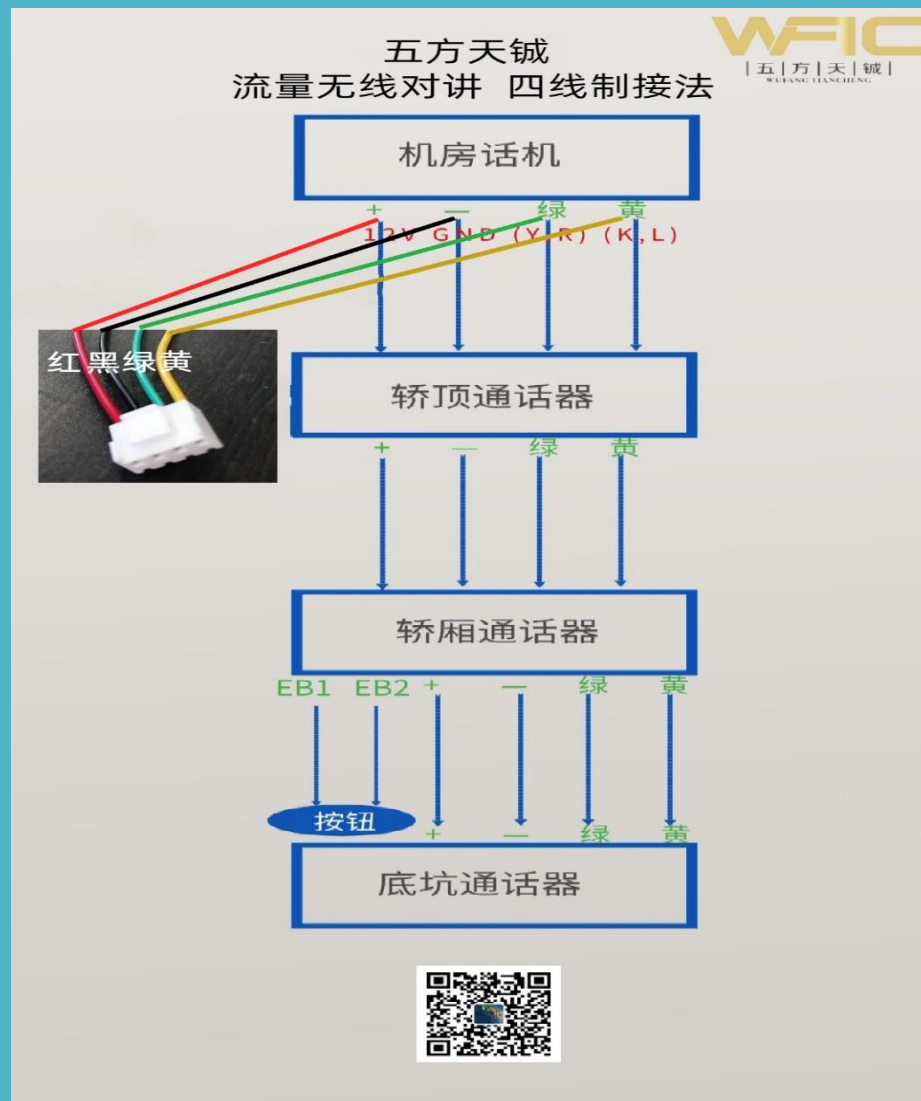 WFIC
|五|方|天|铖|
WUFANG TIANCHENG
五方天铖
流量无线对讲 四线制接法
机房话机
+ — 绿 黄
12V GND (Y,R) (K,L)
红黑绿黄
轿顶通话器
+ — 绿 黄
轿厢通话器
EB1 EB2 + — 绿 黄
按钮
+ — 绿 黄
底坑通话器